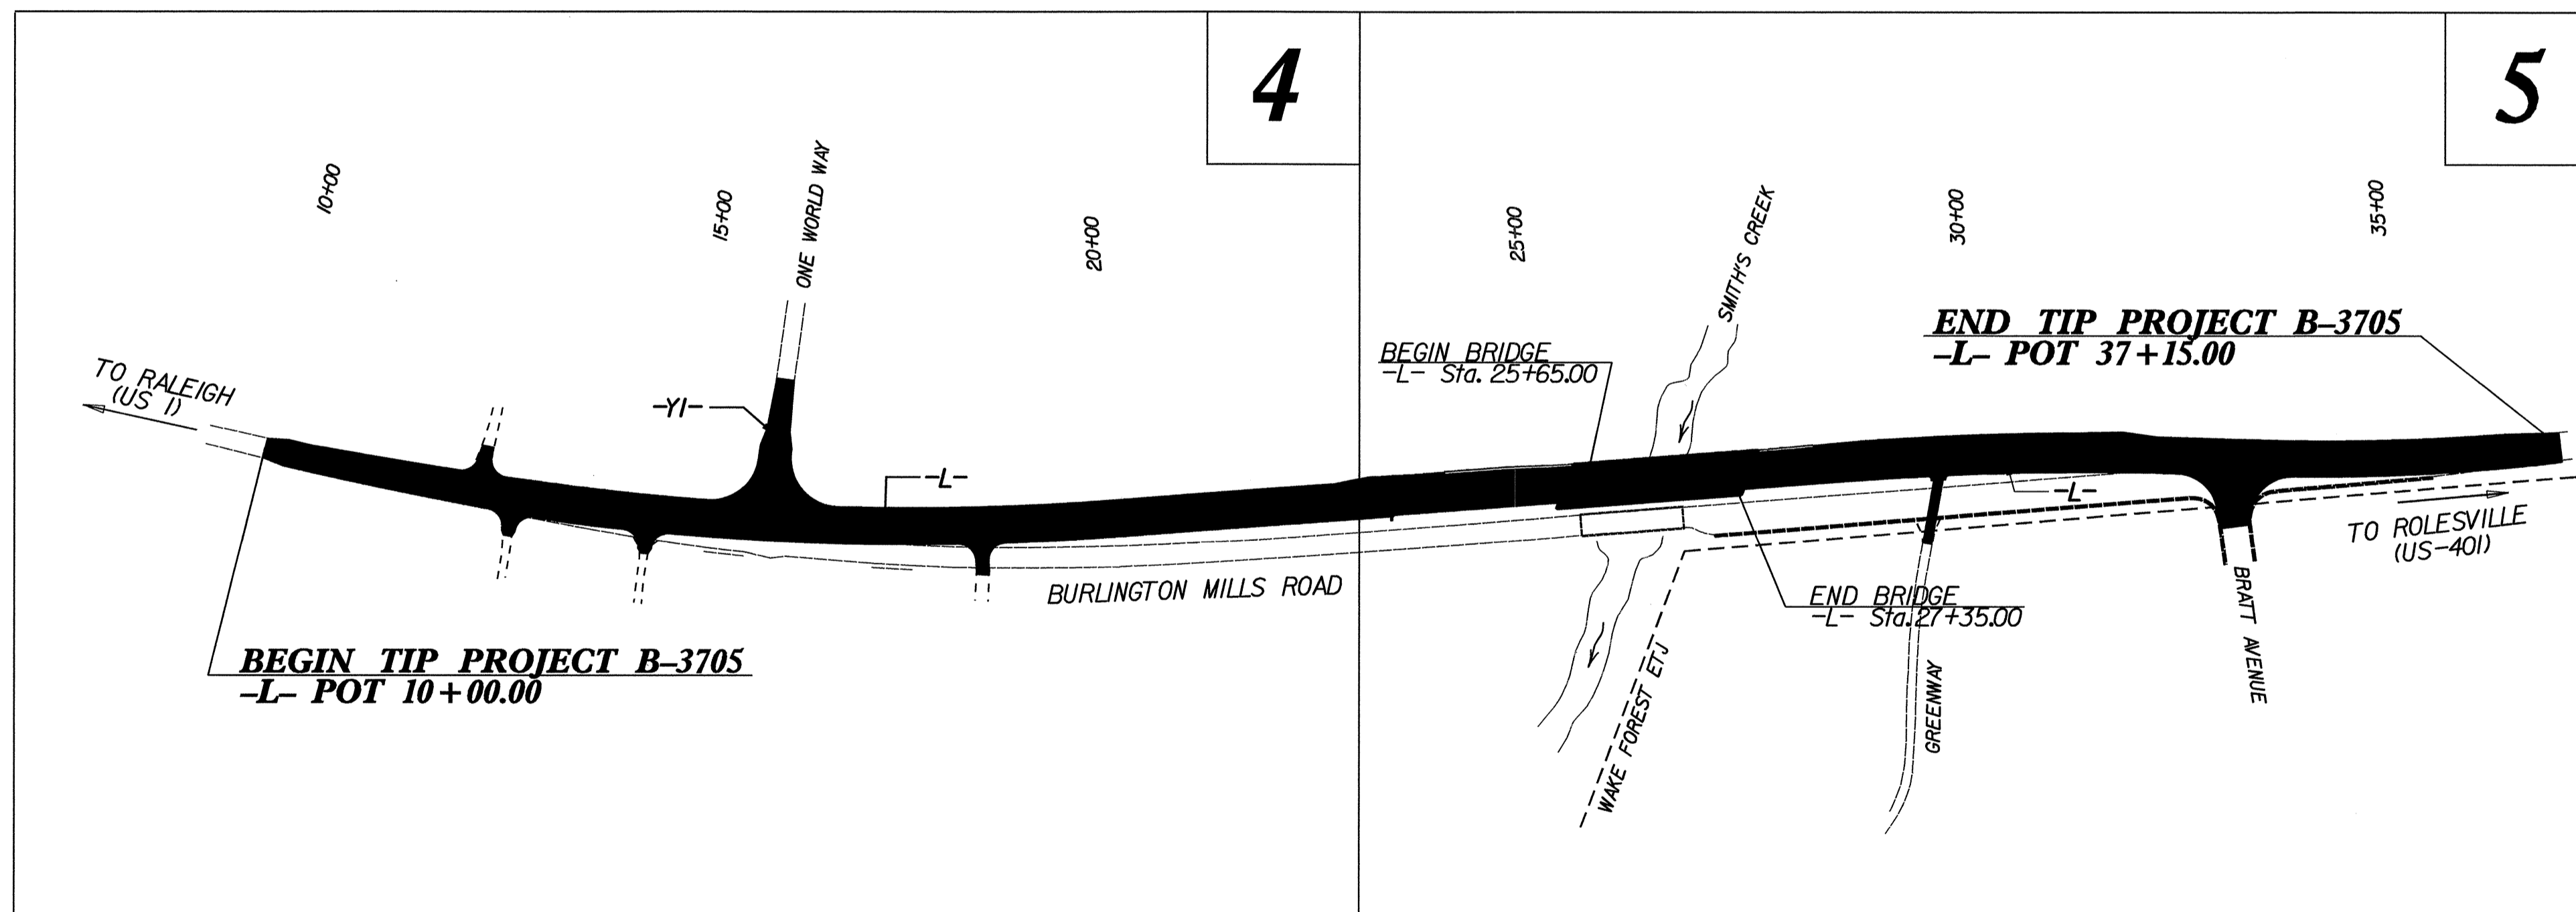 4
5
10+00
15+00
20+00
25+00
30+00
35+00
ONE WORLD WAY
SMITH'S CREEK
END TIP PROJECT B–3705
–L– POT 37+15.00
BEGIN BRIDGE
-L- Sta. 25+65.00
TO RALEIGH
(US 1)
-Y1-
-L-
-L-
TO ROLESVILLE
(US-401)
BURLINGTON MILLS ROAD
END BRIDGE
-L- Sta. 27+35.00
BRATT AVENUE
GREENWAY
WAKE FOREST ETJ
BEGIN TIP PROJECT B–3705
–L– POT 10+00.00